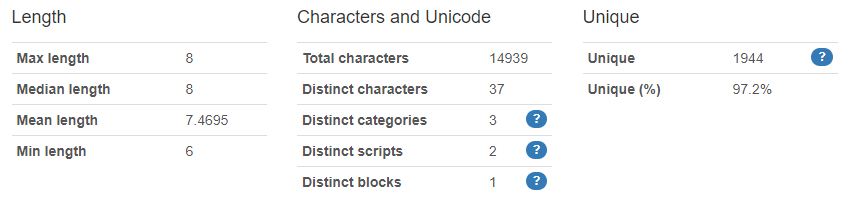 Length
Max length 8
Median length 8
Mean length 7.4695
Min length 6
Characters and Unicode
Total characters 14939
Distinct characters 37
Distinct categories 3 ?
Distinct scripts 2 ?
Distinct blocks 1 ?
Unique
Unique 1944 ?
Unique (%) 97.2%